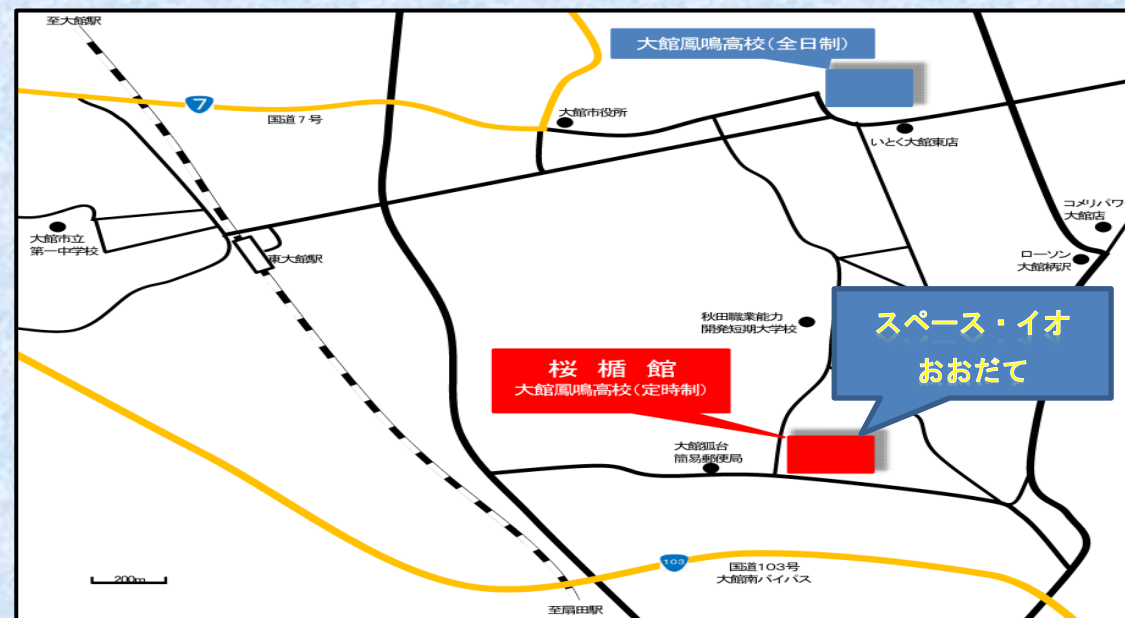 至大館駅
大館鳳鳴高校(全日制)
7
国道7号
大館市役所
いとく大館東店
コメリパワー
大館店
大館市立
第一中学校
東大館駅
ローソン
大館柄沢
秋田職業能力
開発短期大学校
スペース・イオ
おおだて
桜楯館
大館鳳鳴高校(定時制)
大館狐台
簡易郵便局
103
国道103号
大館南バイパス
200m
至扇田駅